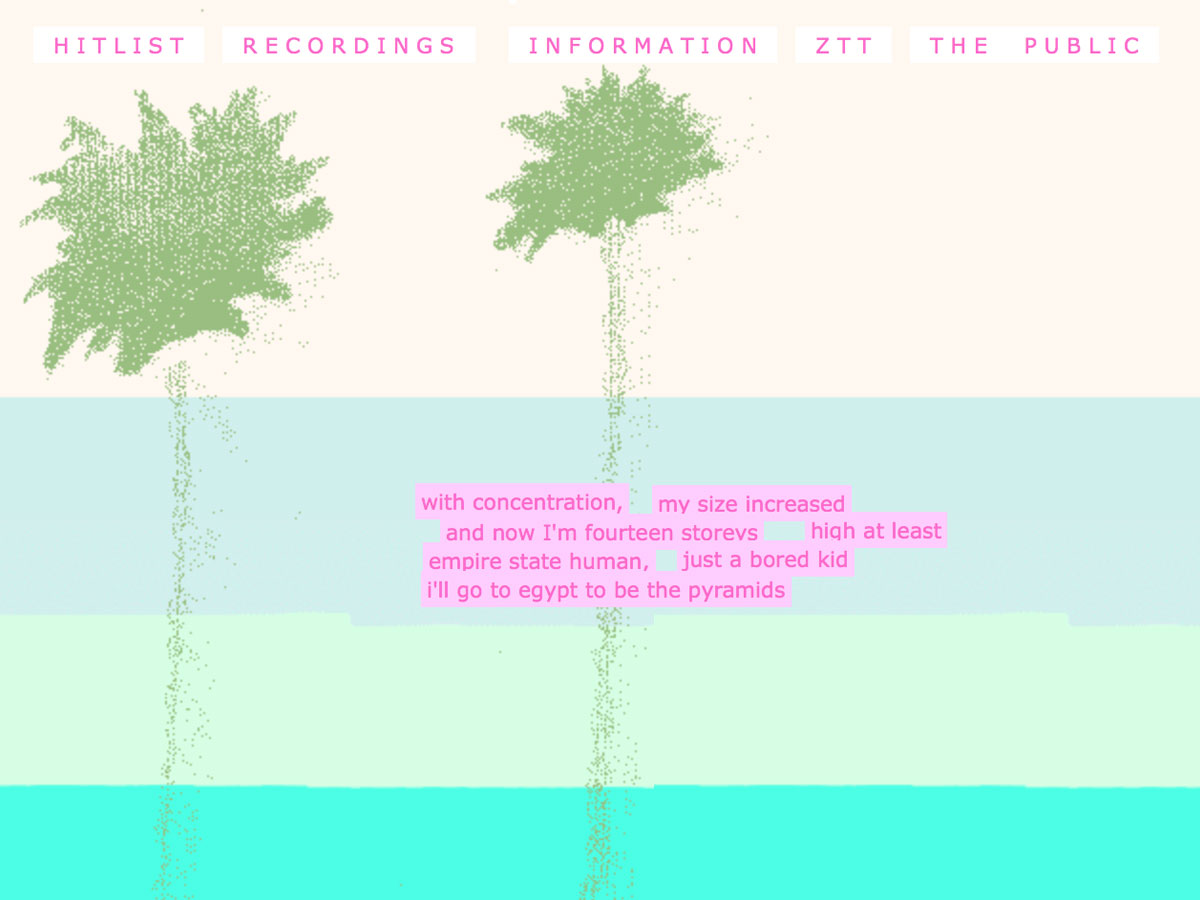 HITLIST RECORDINGS INFORMATION ZTT THE PUBLIC
with concentration, my size increased
and now I'm fourteen storeys high at least
empire state human, just a bored kid
i'll go to egypt to be the pyramids